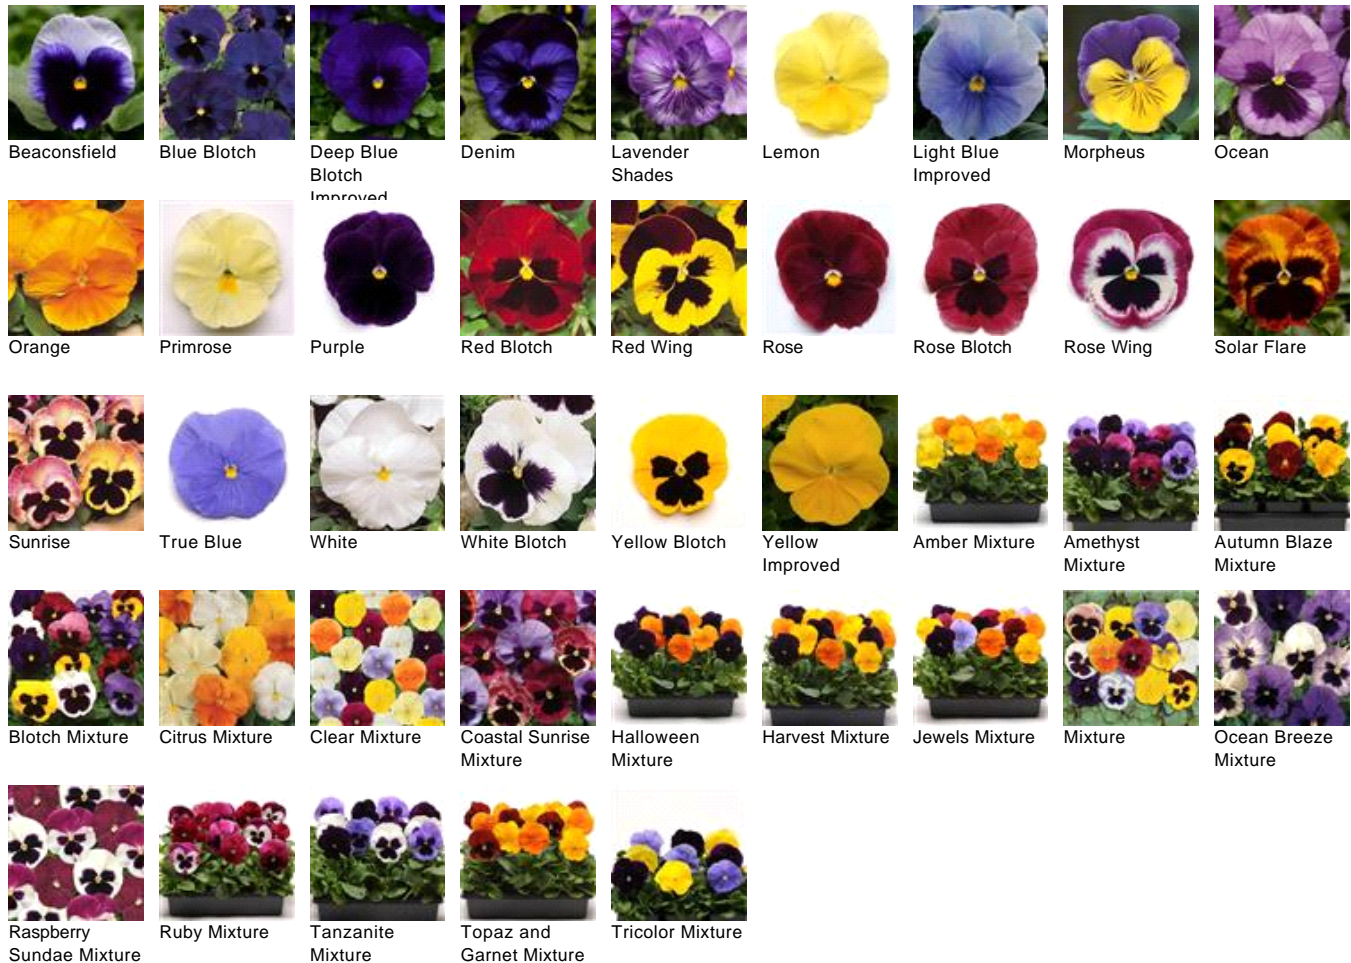 Beaconsfield
Blue Blotch
Deep Blue
Blotch
Improved
Denim
Lavender
Shades
Lemon
Light Blue
Improved
Morpheus
Ocean
Orange
Primrose
Purple
Red Blotch
Red Wing
Rose
Rose Blotch
Rose Wing
Solar Flare
Sunrise
True Blue
White
White Blotch
Yellow Blotch
Yellow
Improved
Amber Mixture
Amethyst
Mixture
Autumn Blaze
Mixture
Blotch Mixture
Citrus Mixture
Clear Mixture
Coastal Sunrise
Mixture
Halloween
Mixture
Harvest Mixture
Jewels Mixture
Mixture
Ocean Breeze
Mixture
Raspberry
Sundae Mixture
Ruby Mixture
Tanzanite
Mixture
Topaz and
Garnet Mixture
Tricolor Mixture